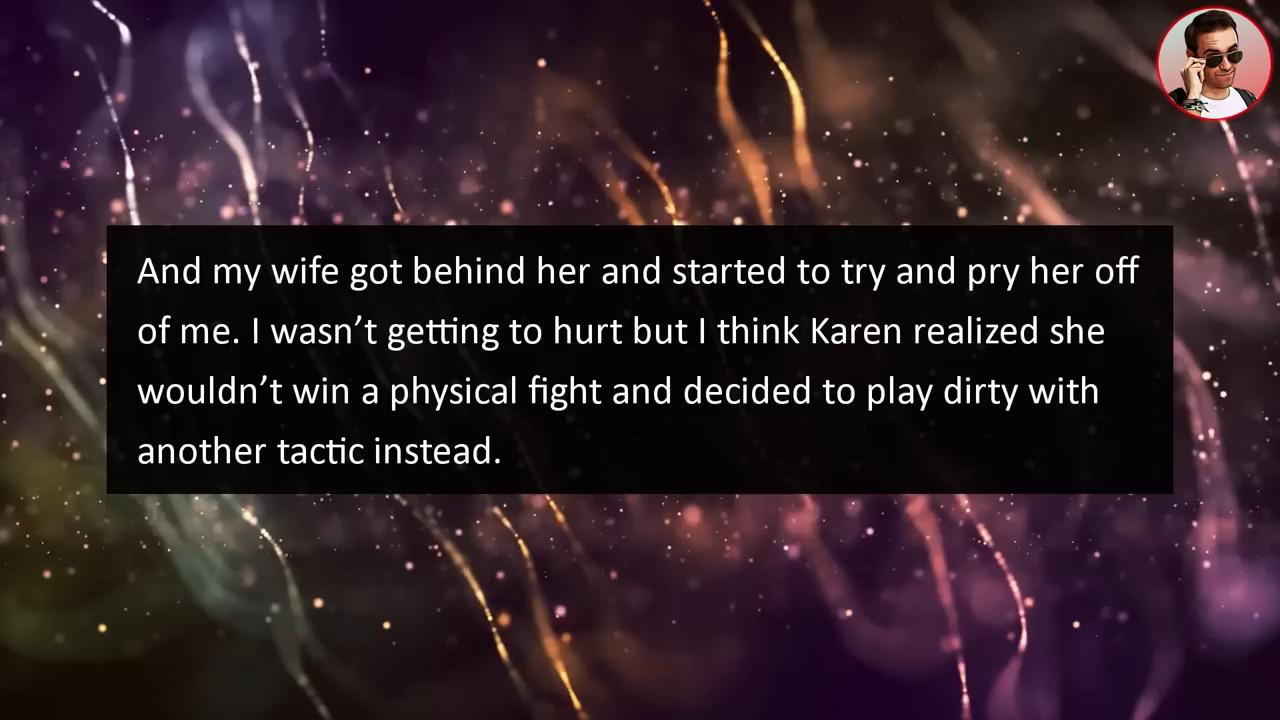 And my wife got behind her and started to try and pry her off
of me. I wasn’t getting to hurt but I think Karen realized she
wouldn’t win a physical fight and decided to play dirty with
another tactic instead.